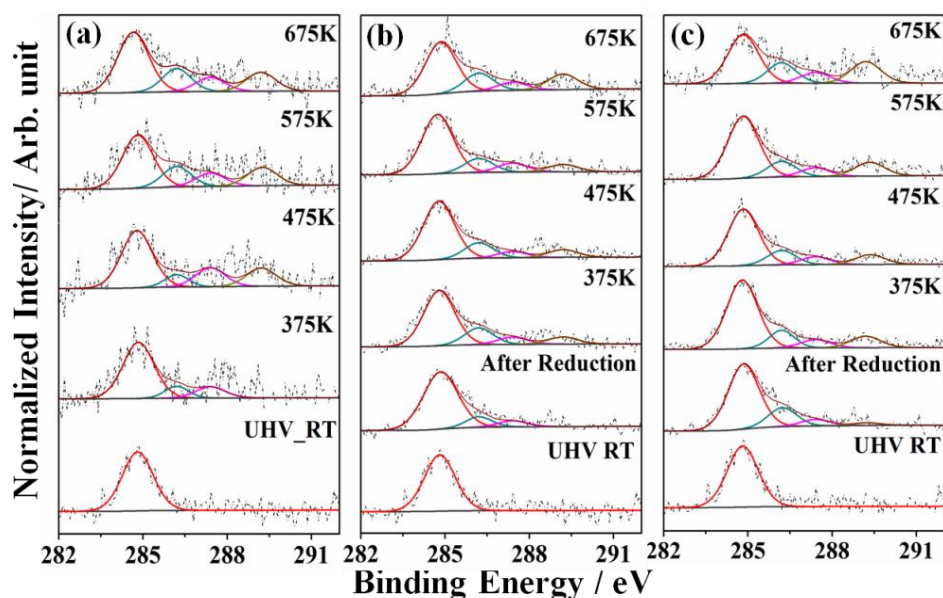 Normalized Intensity/ Arb. unit
(a)
675K
575K
475K
375K
UHV_RT
282 285 288 291
(b)
675K
575K
475K
375K
After Reduction
UHV RT
282 285 288 291
(c)
675K
575K
475K
375K
After Reduction
UHV RT
282 285 288 291
Binding Energy / eV